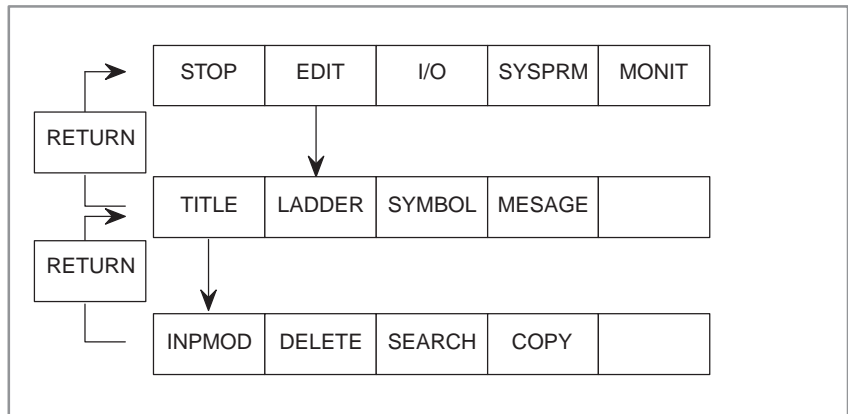 STOP EDIT I/O SYSPRM MONIT
RETURN
TITLE LADDER SYMBOL MESAGE
RETURN
INPMOD DELETE SEARCH COPY